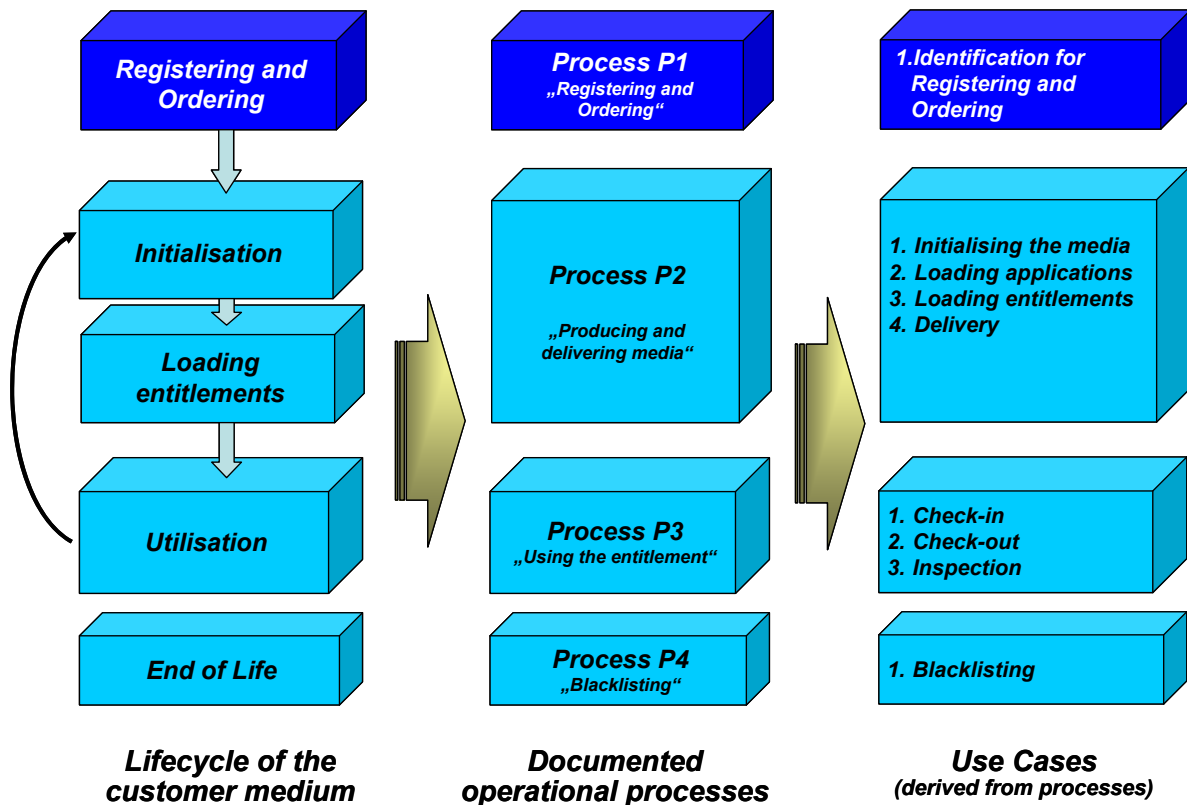 Registering and
Ordering
Initialisation
Loading
entitlements
Utilisation
End of Life
Lifecycle of the
customer medium
Process P1
„Registering and
Ordering“
Process P2
„Producing and
delivering media“
Process P3
„Using the entitlement“
Process P4
„Blacklisting“
Documented
operational processes
1.Identification for
Registering and
Ordering
1. Initialising the media
2. Loading applications
3. Loading entitlements
4. Delivery
1. Check-in
2. Check-out
3. Inspection
1. Blacklisting
Use Cases
(derived from processes)